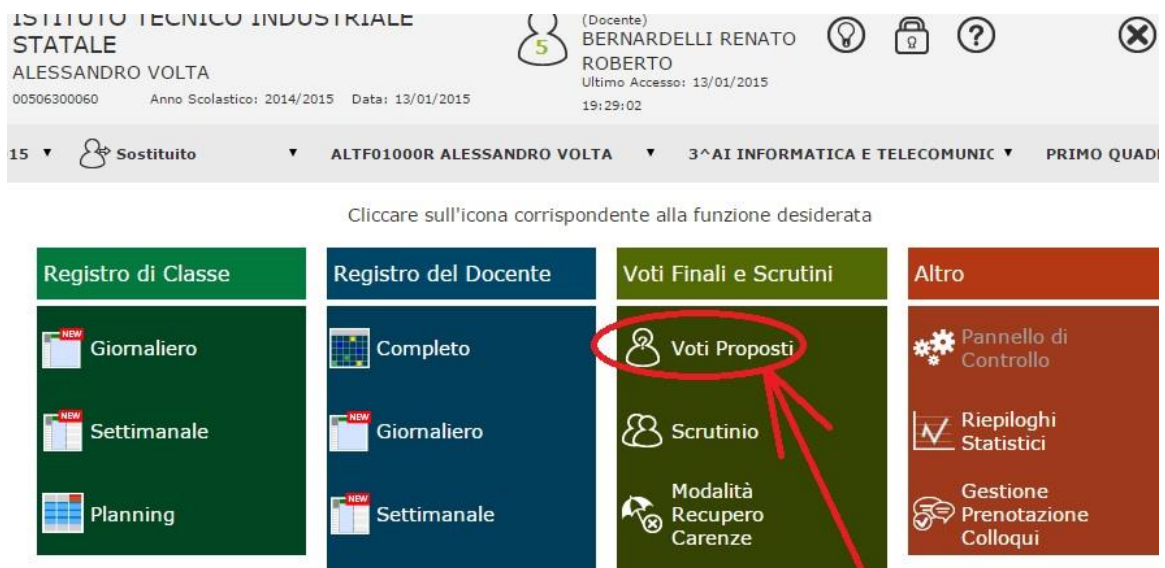 ISTITUTO TECNICO INDUSTRIALE
STATALE
ALESSANDRO VOLTA
00506300060 Anno Scolastico: 2014/2015 Data: 13/01/2015
5
(Docente)
BERNARDELLI RENATO
ROBERTO
Ultimo Accesso: 13/01/2015
19:29:02
?
15 ▼ Sostituito ▼ ALTF01000R ALESSANDRO VOLTA ▼ 3^AI INFORMATICA E TELECOMUNIC ▼ PRIMO QUAD
Cliccare sull'icona corrispondente alla funzione desiderata
Registro di Classe
NEW
Giornaliero
NEW
Settimanale
Planning
Registro del Docente
Completo
NEW
Giornaliero
NEW
Settimanale
Voti Finali e Scrutini
?
Voti Proposti
Scrutinio
Modalità
Recupero
Carenze
Altro
Pannello di
Controllo
Riepiloghi
Statistici
Gestione
Prenotazione
Colloqui